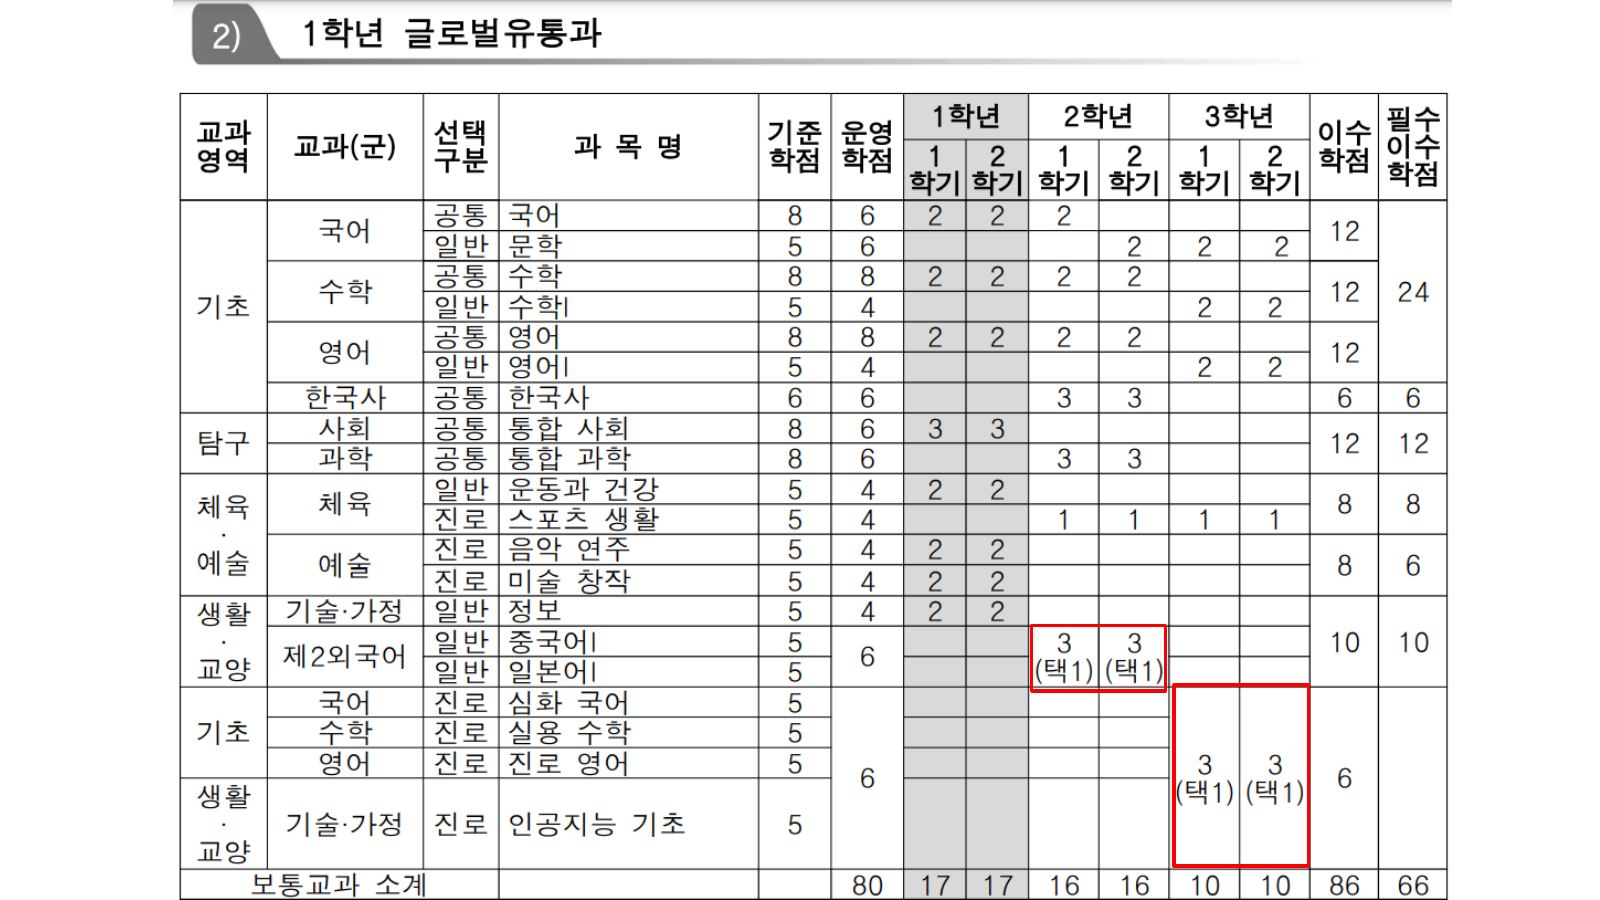 2) 1학년 글로벌유통과
교과영역 교과(군) 선택구분 과 목 명 기준학점 운영학점 1학년 2학년 3학년 이수학점 필수이수학점
1학기 2학기 1학기 2학기 1학기 2학기
기초 국어 공통 국어 8 6 2 2 2 12 24
일반 문학 5 6 2 2 2
수학 공통 수학 8 8 2 2 2 2 12
일반 수학Ⅰ 5 4 2 2
영어 공통 영어 8 8 2 2 2 2 12
일반 영어Ⅰ 5 4 2 2
한국사 공통 한국사 6 6 3 3 6 6
탐구 사회 공통 통합 사회 8 6 3 3 12 12
과학 공통 통합 과학 8 6 3 3
체육·예술 체육 일반 운동과 건강 5 4 2 2 8 8
진로 스포츠 생활 5 4 1 1 1 1
예술 진로 음악 연주 5 4 2 2 8 6
진로 미술 창작 5 4 2 2
생활·교양 기술·가정 일반 정보 5 4 2 2 10 10
제2외국어 일반 중국어Ⅰ 5 6 3(택1) 3(택1)
일반 일본어Ⅰ 5
기초 국어 진로 심화 국어 5 6 3(택1) 3(택1) 6
수학 진로 실용 수학 5
영어 진로 진로 영어 5
생활·교양 기술·가정 진로 인공지능 기초 5
보통교과 소계 80 17 17 16 16 10 10 86 66